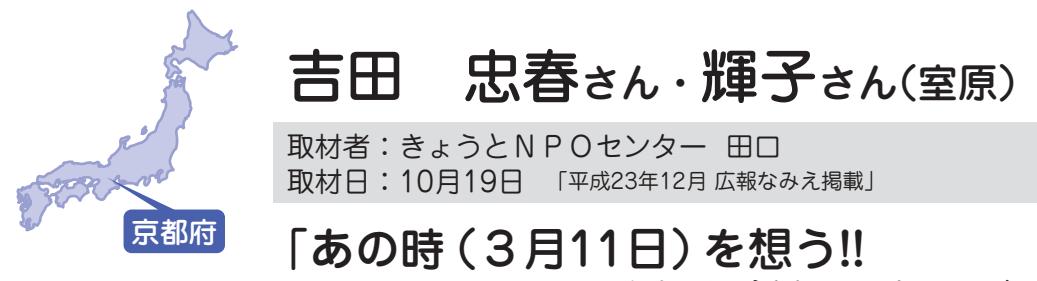 吉田　忠春さん・輝子さん（室原）
取材者：きょうとＮＰＯセンター 田口
取材日：10月19日 「平成23年12月 広報なみえ掲載」
京都府
「あの時（３月11日）を想う!!